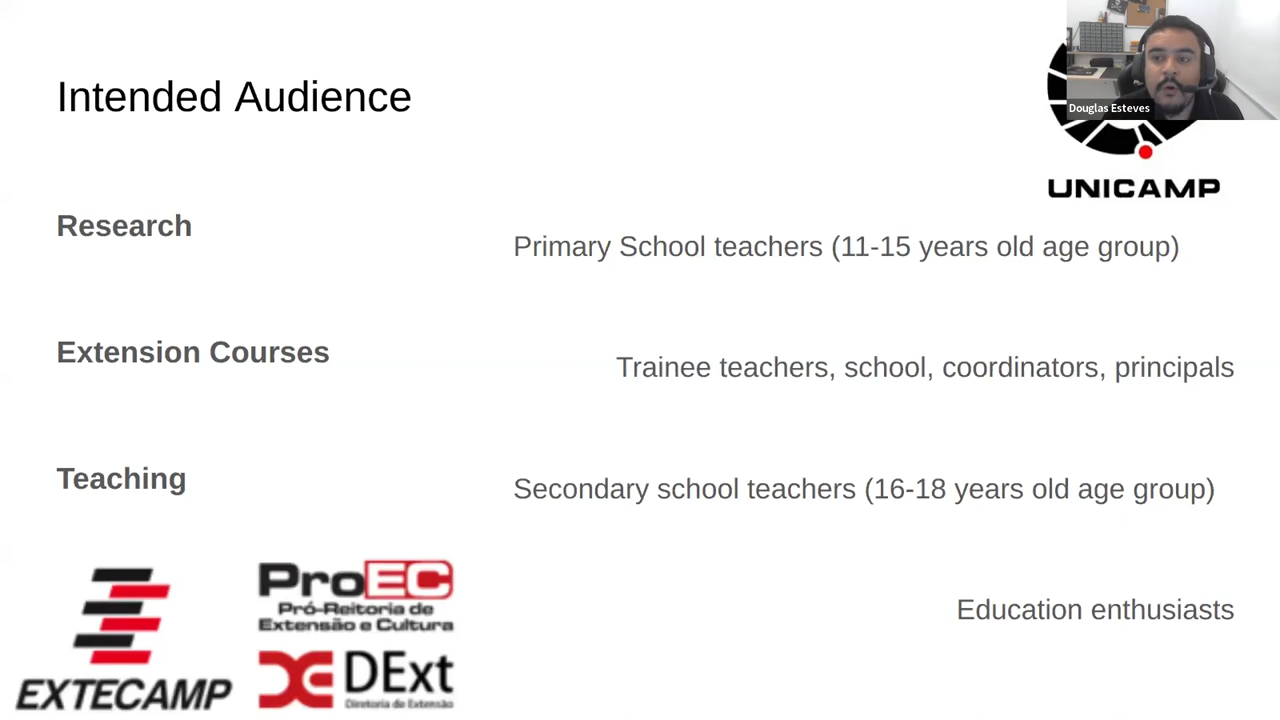 Intended Audience
Douglas Esteves
UNICAMP
Research
Primary School teachers (11-15 years old age group)
Extension Courses
Trainee teachers, school, coordinators, principals
Teaching
Secondary school teachers (16-18 years old age group)
Education enthusiasts
EXTECAMP
ProEC
Pró-Reitoria de
Extensão e Cultura
DExt
Diretoria de Extensão